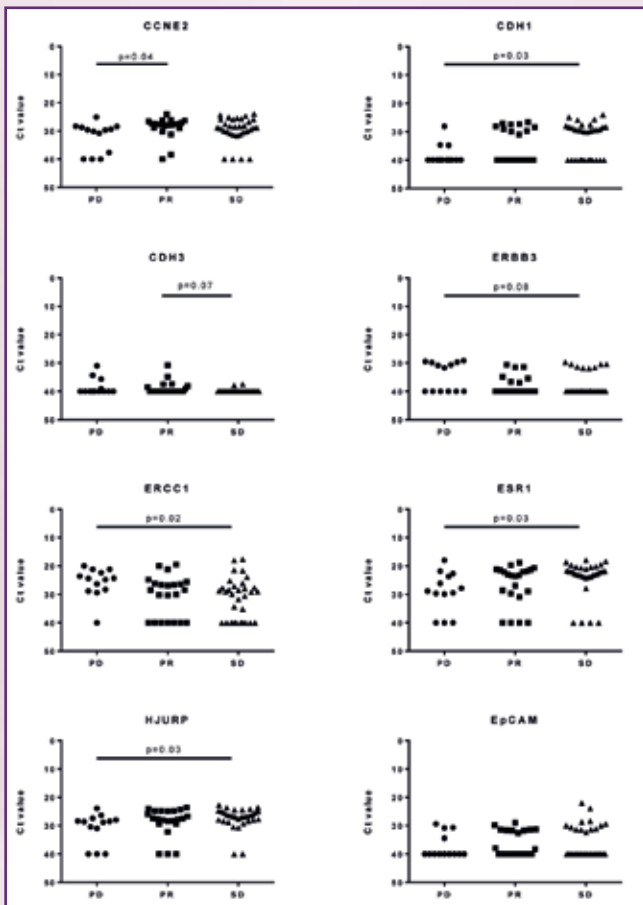 CCNE2
p=0.04
Ct value
0
10
20
30
40
50
PD
PR
SD
CDH1
p=0.03
Ct value
0
10
20
30
40
50
PD
PR
SD
CDH3
p=0.07
Ct value
0
10
20
30
40
50
PD
PR
SD
ERBB3
p=0.08
Ct value
0
10
20
30
40
50
PD
PR
SD
ERCC1
p=0.02
Ct value
0
10
20
30
40
50
PD
PR
SD
ESR1
p=0.03
Ct value
0
10
20
30
40
50
PD
PR
SD
HJURP
p=0.03
Ct value
0
10
20
30
40
50
PD
PR
SD
EpCAM
Ct value
0
10
20
30
40
50
PD
PR
SD